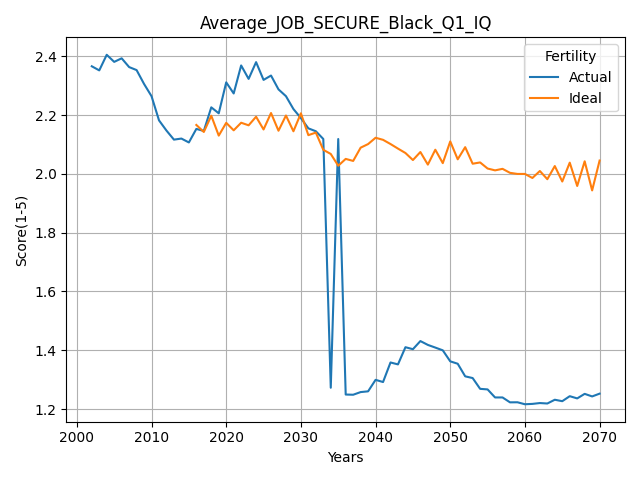 Average_JOB_SECURE_Black_Q1_IQ
Fertility
Actual
Ideal
Score(1-5)
2.4
2.2
2.0
1.8
1.6
1.4
1.2
2000 2010 2020 2030 2040 2050 2060 2070
Years